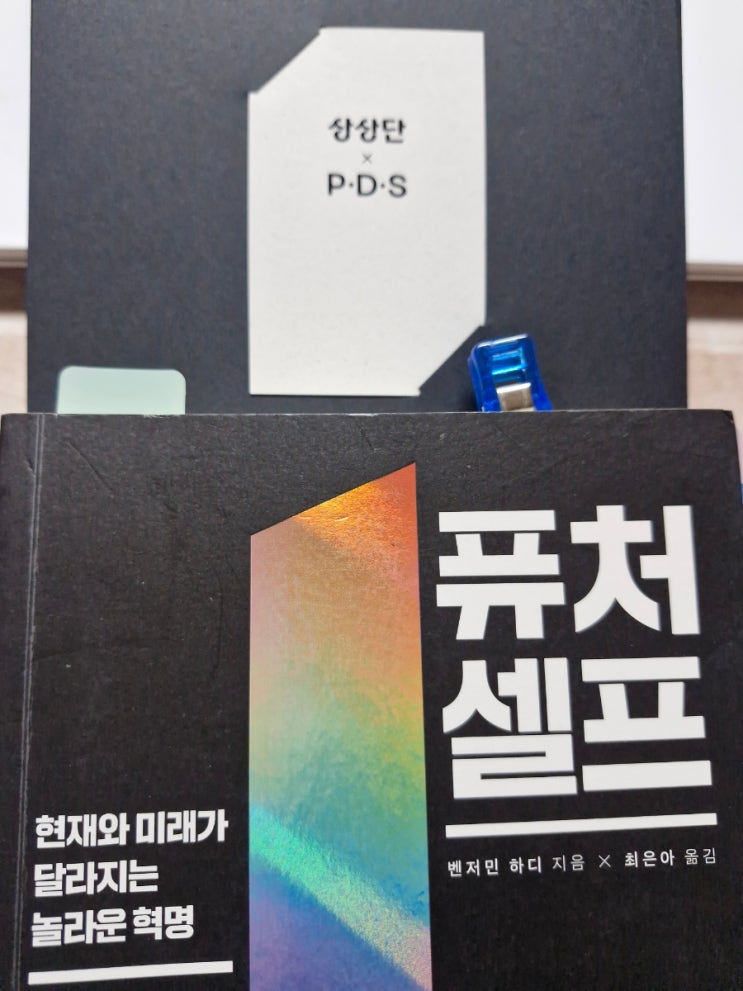 상상단
×
P·D·S
퓨처
셀프
벤저민 하디 지음 × 최은아 옮김
현재와 미래가
달라지는
놀라운 혁명